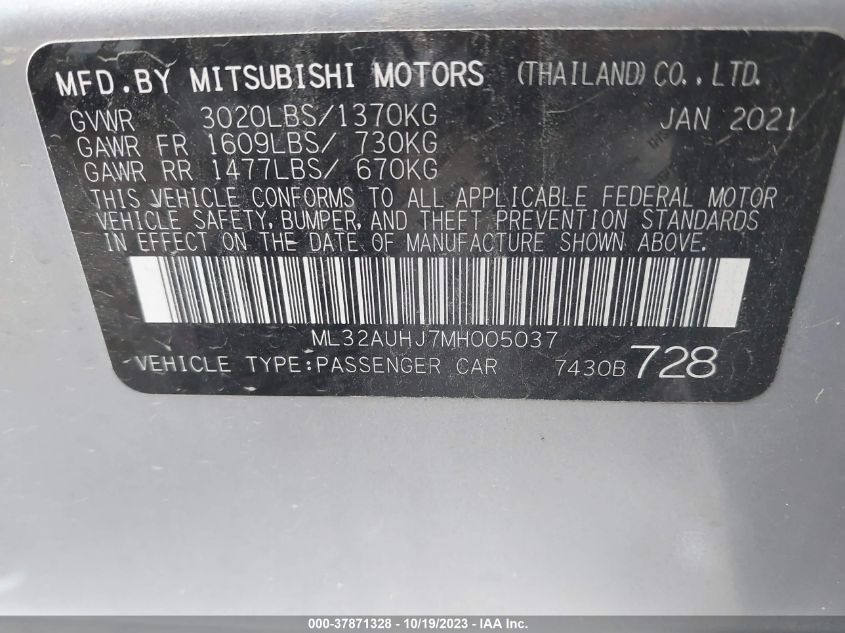 MFD.BY MITSUBISHI MOTORS (THAILAND) CO.,LTD.
GVWR 3020LBS/1370KG JAN 2021
GAWR FR 1609LBS/ 730KG
GAWR RR 1477LBS/ 670KG
THIS VEHICLE CONFORMS TO ALL APPLICABLE FEDERAL MOTOR
VEHICLE SAFETY, BUMPER, AND THEFT PREVENTION STANDARDS
IN EFFECT ON THE DATE OF MANUFACTURE SHOWN ABOVE.
ML32AUHJ7MH005037
VEHICLE TYPE:PASSENGER CAR 7430B 728
000-37871328 - 10/19/2023 - IAA Inc.